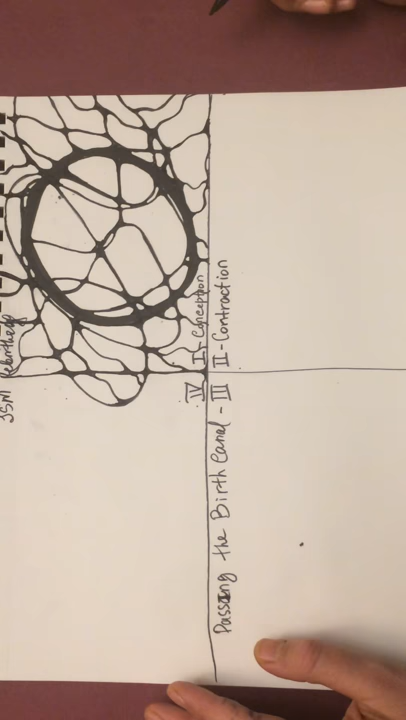 I - Conception
II - Contraction
IV
Passing the Birth Canal - III